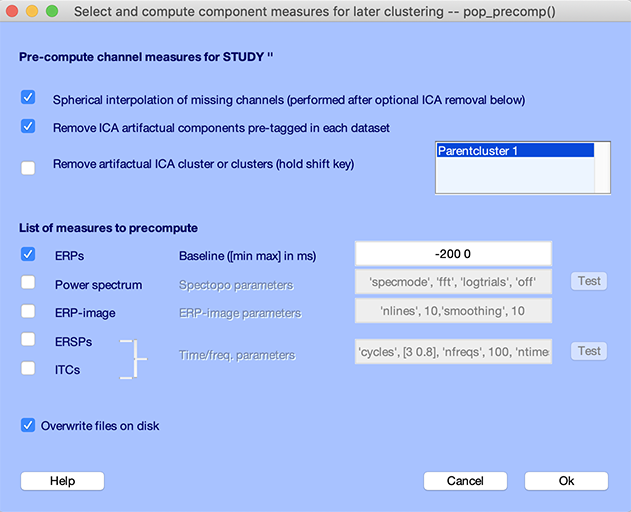 Select and compute component measures for later clustering -- pop_precomp()
Pre-compute channel measures for STUDY ''
Spherical interpolation of missing channels (performed after optional ICA removal below)
Remove ICA artifactual components pre-tagged in each dataset
Remove artifactual ICA cluster or clusters (hold shift key)
Parentcluster 1
List of measures to precompute
ERPs Baseline ([min max] in ms) -200 0
Power spectrum Spectopo parameters 'specmode', 'fft', 'logtrials', 'off' Test
ERP-image ERP-image parameters 'nlines', 10,'smoothing', 10
ERSPs
Time/freq. parameters 'cycles', [3 0.8], 'nfreqs', 100, 'ntimes Test
ITCs
Overwrite files on disk
Help Cancel Ok